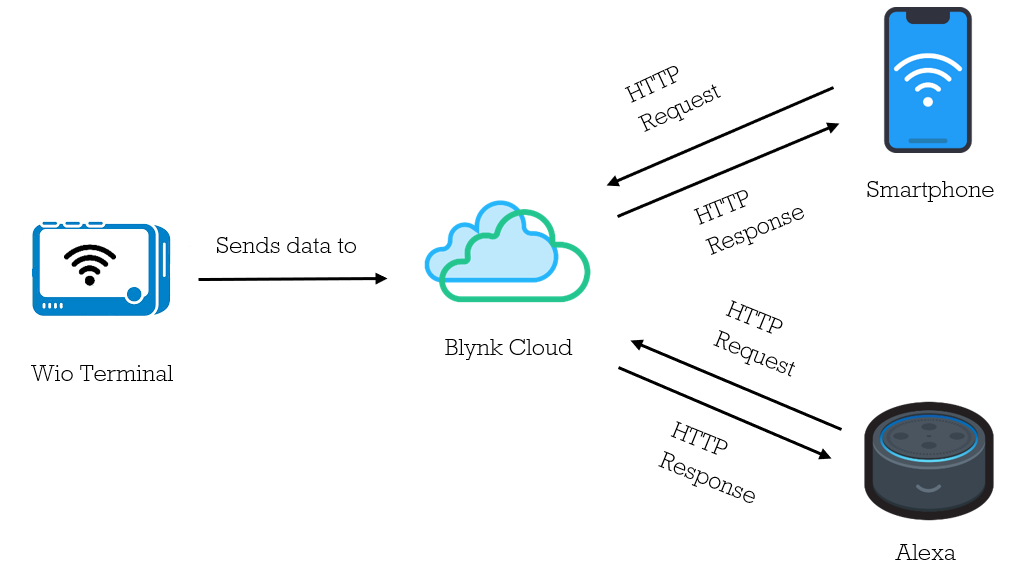 HTTP
Request
Smartphone
HTTP
Response
Sends data to
Wio Terminal
Blynk Cloud
HTTP
Request
HTTP
Response
Alexa